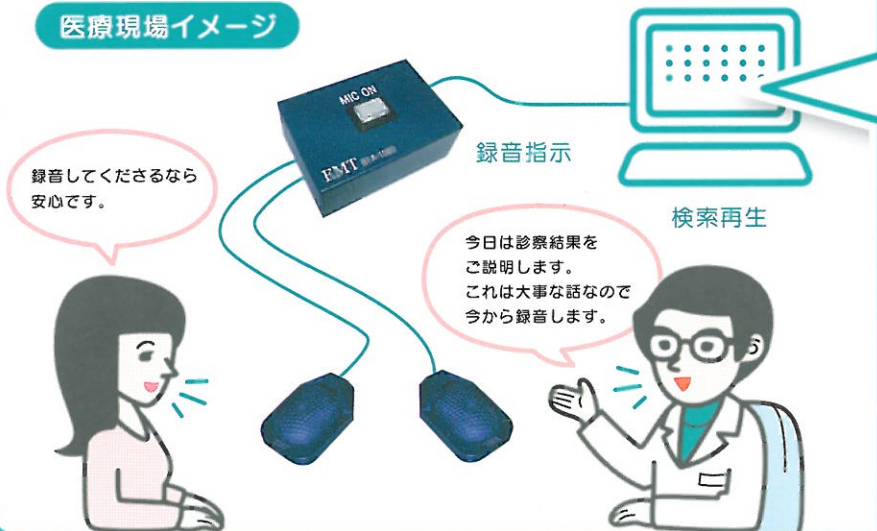 医療現場イメージ
MIC ON
EMT
録音指示
検索再生
録音してくださるなら
安心です。
今日は診察結果を
ご説明します。
これは大事な話なので
今から録音します。